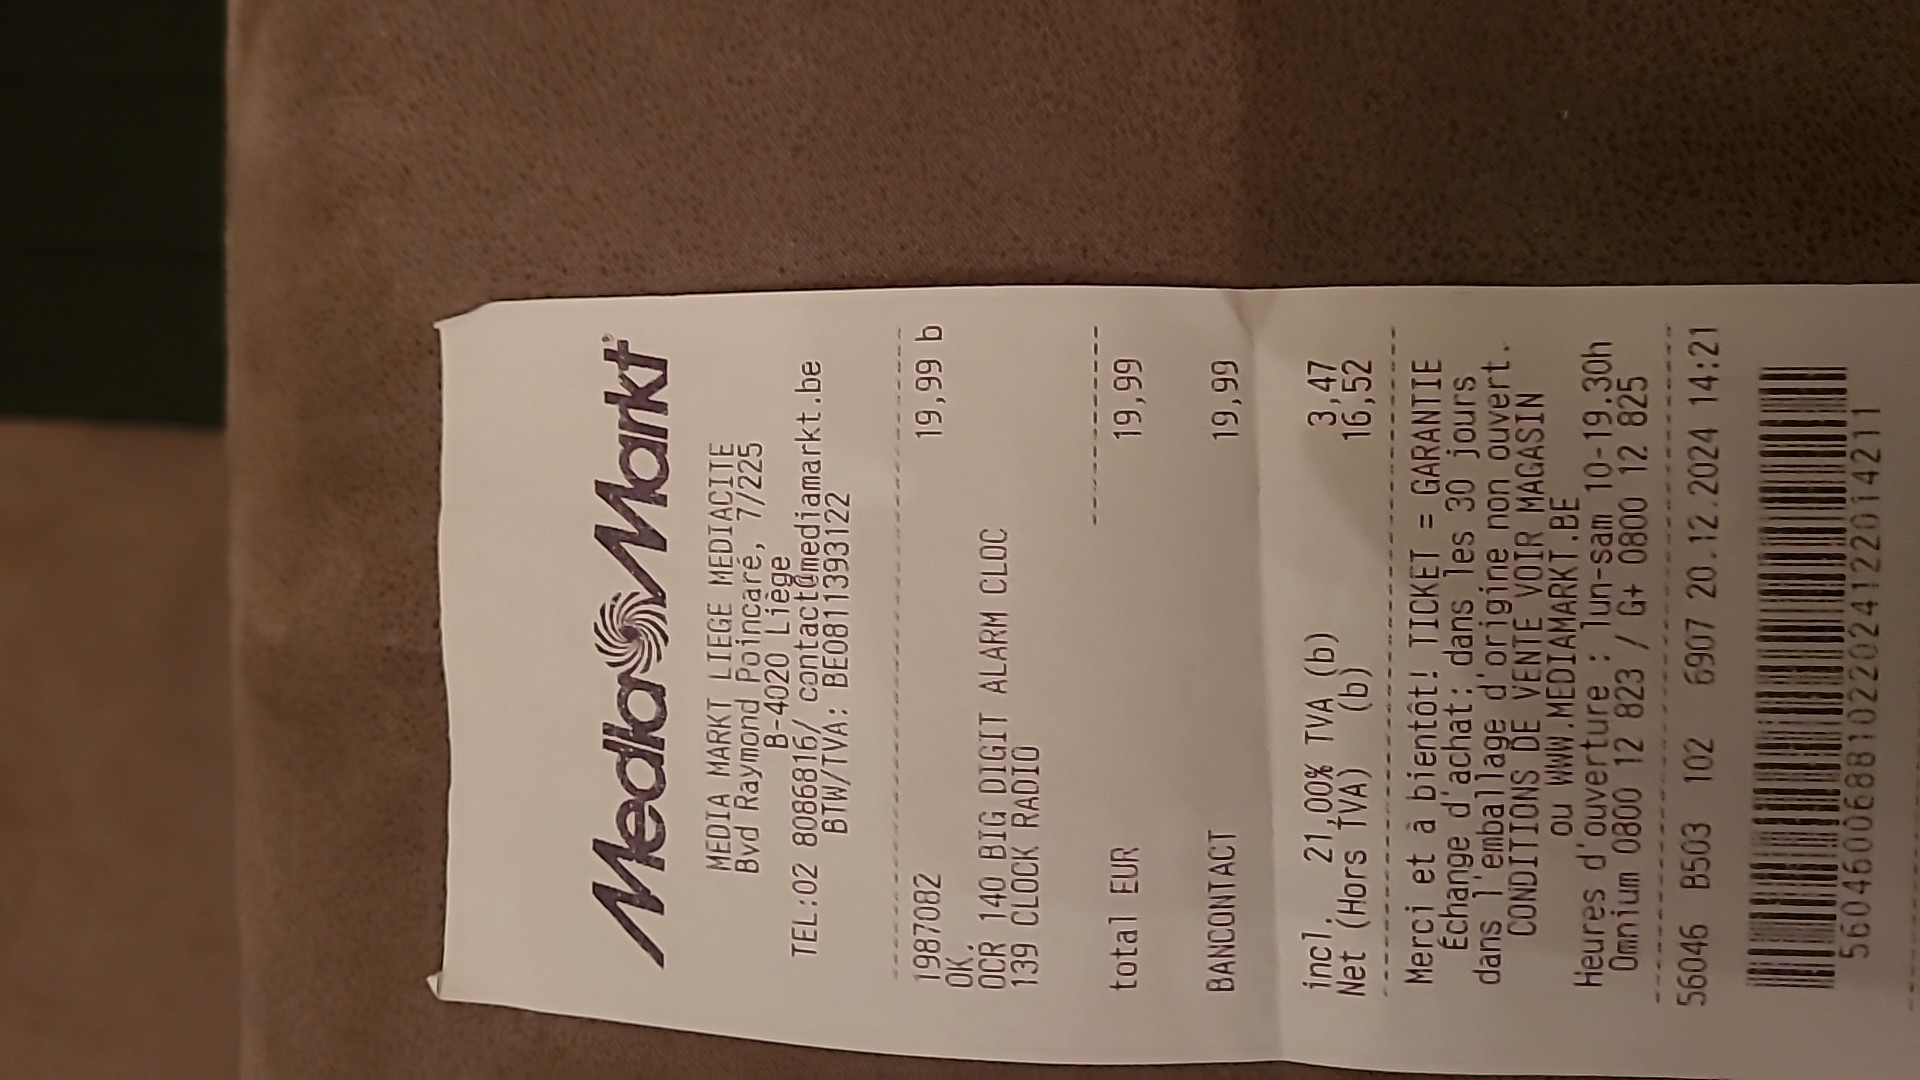 MediaMarkt®
MEDIA MARKT LIEGE MEDIACITE
Bvd Raymond Poincaré, 7/225
B-4020 Liège
TEL:02 8086816/ contact@mediamarkt.be
BTW/TVA: BE0811393122
1987082 19,99 b
OK.
OCR 140 BIG DIGIT ALARM CLOC
139 CLOCK RADIO
total EUR 19,99
BANCONTACT 19,99
incl. 21,00% TVA (b) 3,47
Net (Hors TVA) (b) 16,52
Merci et à bientôt! TICKET = GARANTIE
Échange d'achat: dans les 30 jours
dans l'emballage d'origine non ouvert.
CONDITIONS DE VENTE VOIR MAGASIN
ou WWW.MEDIAMARKT.BE
Heures d'ouverture : lun-sam 10-19.30h
Omnium 0800 12 823 / G+ 0800 12 825
56046 B503 102 6907 20.12.2024 14:21
5604600688102202412201421 1